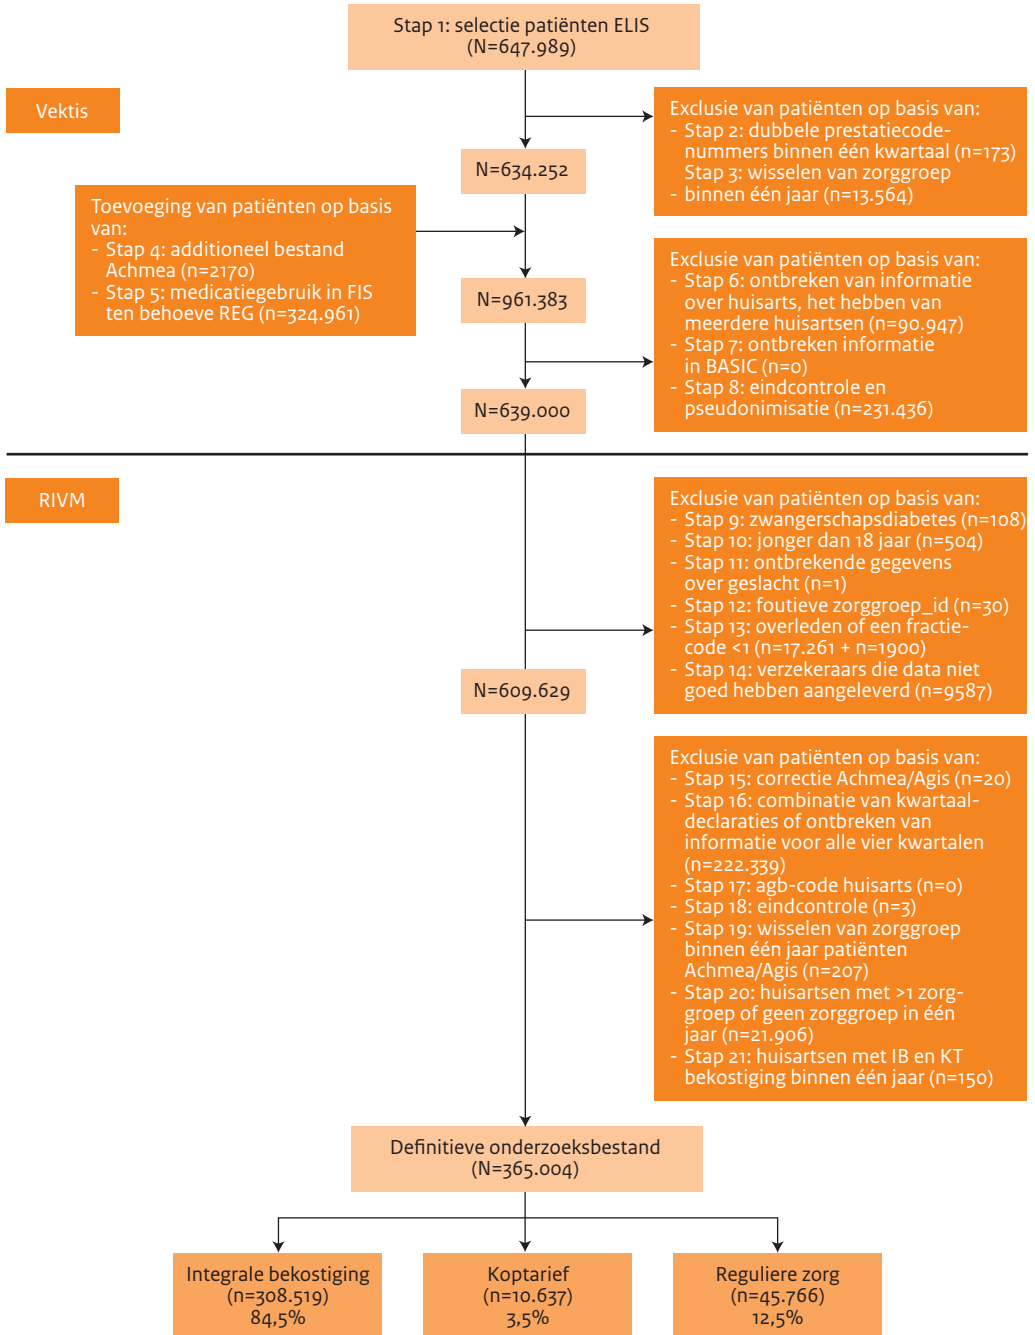 Stap 1: selectie patiënten ELIS
(N=647.989)
Vektis
Exclusie van patiënten op basis van:
- Stap 2: dubbele prestatiecode-
nummers binnen één kwartaal (n=173)
Stap 3: wisselen van zorggroep
- binnen één jaar (n=13.564)
N=634.252
Toevoeging van patiënten op basis
van:
- Stap 4: additioneel bestand
Achmea (n=2170)
- Stap 5: medicatiegebruik in FIS
ten behoeve REG (n=324.961)
N=961.383
Exclusie van patiënten op basis van:
- Stap 6: ontbreken van informatie
over huisarts, het hebben van
meerdere huisartsen (n=90.947)
- Stap 7: ontbreken informatie
in BASIC (n=0)
- Stap 8: eindcontrole en
pseudonimisatie (n=231.436)
N=639.000
RIVM
Exclusie van patiënten op basis van:
- Stap 9: zwangerschapsdiabetes (n=108)
- Stap 10: jonger dan 18 jaar (n=504)
- Stap 11: ontbrekende gegevens
over geslacht (n=1)
- Stap 12: foutieve zorggroep_id (n=30)
- Stap 13: overleden of een fractie-
code <1 (n=17.261 + n=1900)
- Stap 14: verzekeraars die data niet
goed hebben aangeleverd (n=9587)
N=609.629
Exclusie van patiënten op basis van:
- Stap 15: correctie Achmea/Agis (n=20)
- Stap 16: combinatie van kwartaal-
declaraties of ontbreken van
informatie voor alle vier kwartalen
(n=222.339)
- Stap 17: agb-code huisarts (n=0)
- Stap 18: eindcontrole (n=3)
- Stap 19: wisselen van zorggroep
binnen één jaar patiënten
Achmea/Agis (n=207)
- Stap 20: huisartsen met >1 zorg-
groep of geen zorggroep in één
jaar (n=21.906)
- Stap 21: huisartsen met IB en KT
bekostiging binnen één jaar (n=150)
Definitieve onderzoeksbestand
(N=365.004)
Integrale bekostiging
(n=308.519)
84,5%
Koptarief
(n=10.637)
3,5%
Reguliere zorg
(n=45.766)
12,5%